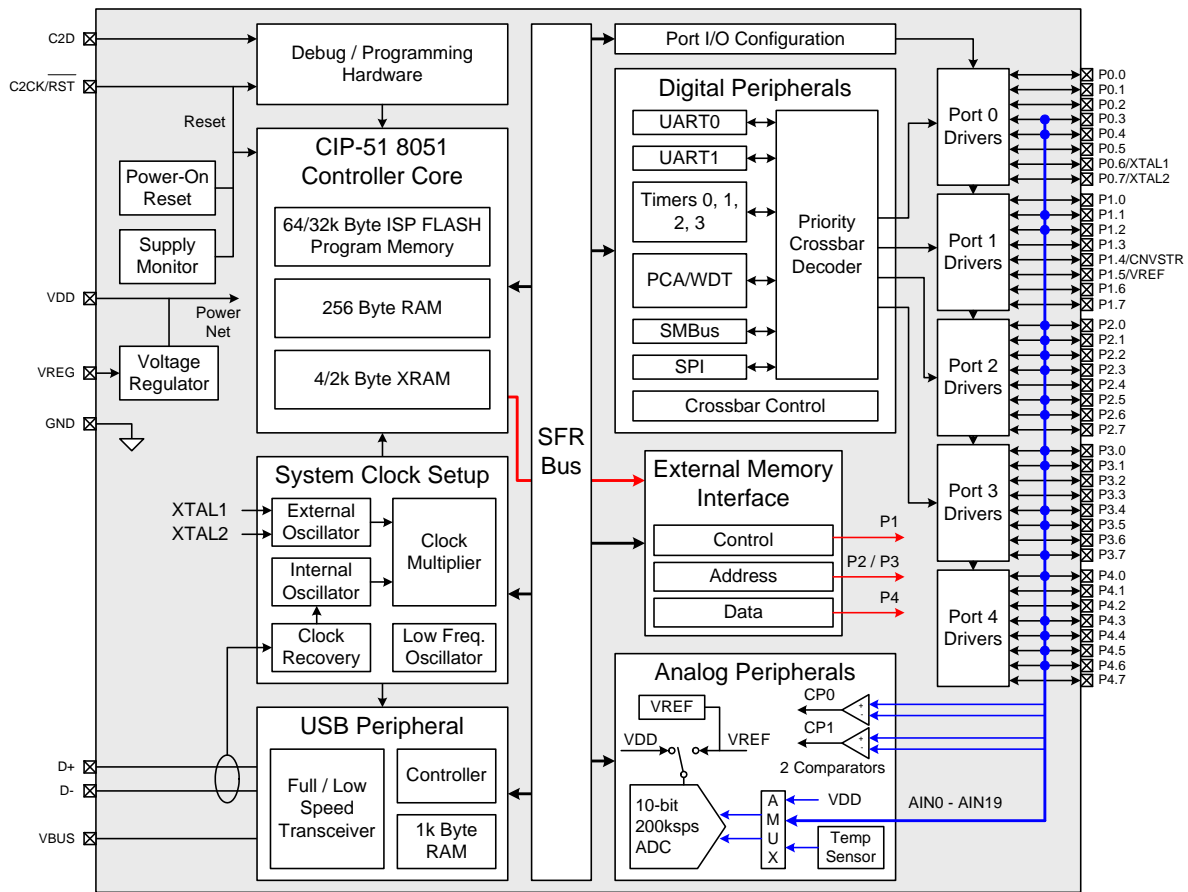 C2D
C2CK/RST
Debug / Programming
Hardware
Reset
Power-On
Reset
Supply
Monitor
VDD
Power
Net
VREG
Voltage
Regulator
GND
CIP-51 8051
Controller Core
64/32k Byte ISP FLASH
Program Memory
256 Byte RAM
4/2k Byte XRAM
System Clock Setup
XTAL1
XTAL2
External
Oscillator
Internal
Oscillator
Clock
Recovery
Clock
Multiplier
Low Freq.
Oscillator
USB Peripheral
D+
D-
VBUS
Full / Low
Speed
Transceiver
Controller
1k Byte
RAM
SFR
Bus
Port I/O Configuration
Digital Peripherals
UART0
UART1
Timers 0, 1,
2, 3
PCA/WDT
SMBus
SPI
Priority
Crossbar
Decoder
Crossbar Control
External Memory
Interface
Control
Address
Data
P1
P2 / P3
P4
Analog Peripherals
VREF
VDD
VREF
CP0
+
-
CP1
+
-
2 Comparators
10-bit
200ksps
ADC
A
M
U
X
VDD
Temp
Sensor
AIN0 - AIN19
Port 0
Drivers
Port 1
Drivers
Port 2
Drivers
Port 3
Drivers
Port 4
Drivers
P0.0
P0.1
P0.2
P0.3
P0.4
P0.5
P0.6/XTAL1
P0.7/XTAL2
P1.0
P1.1
P1.2
P1.3
P1.4/CNVSTR
P1.5/VREF
P1.6
P1.7
P2.0
P2.1
P2.2
P2.3
P2.4
P2.5
P2.6
P2.7
P3.0
P3.1
P3.2
P3.3
P3.4
P3.5
P3.6
P3.7
P4.0
P4.1
P4.2
P4.3
P4.4
P4.5
P4.6
P4.7